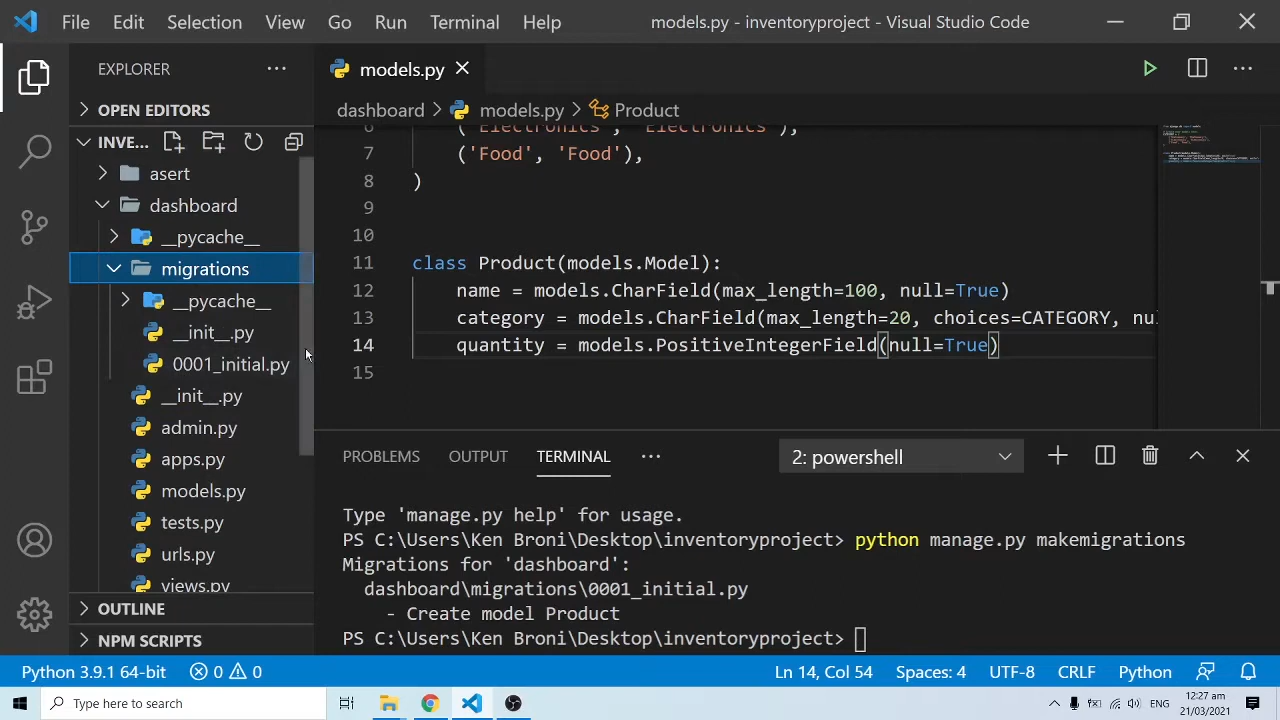 File Edit Selection View Go Run Terminal Help models.py - inventoryproject - Visual Studio Code
EXPLORER
OPEN EDITORS
INVE...
asert
dashboard
__pycache__
migrations
__pycache__
__init__.py
0001_initial.py
__init__.py
admin.py
apps.py
models.py
tests.py
urls.py
views.py
OUTLINE
NPM SCRIPTS
models.py
dashboard > models.py > Product
6 ('Electronics', 'Electronics'),
7 ('Food', 'Food'),
8 )
9
10
11 class Product(models.Model):
12 name = models.CharField(max_length=100, null=True)
13 category = models.CharField(max_length=20, choices=CATEGORY, nul
14 quantity = models.PositiveIntegerField(null=True)
15
PROBLEMS OUTPUT TERMINAL ... 2: powershell
Type 'manage.py help' for usage.
PS C:\Users\Ken Broni\Desktop\inventoryproject> python manage.py makemigrations
Migrations for 'dashboard':
dashboard\migrations\0001_initial.py
- Create model Product
PS C:\Users\Ken Broni\Desktop\inventoryproject>
Python 3.9.1 64-bit 0 0 Ln 14, Col 54 Spaces: 4 UTF-8 CRLF Python
Type here to search
ENG
12:27 am
21/03/2021